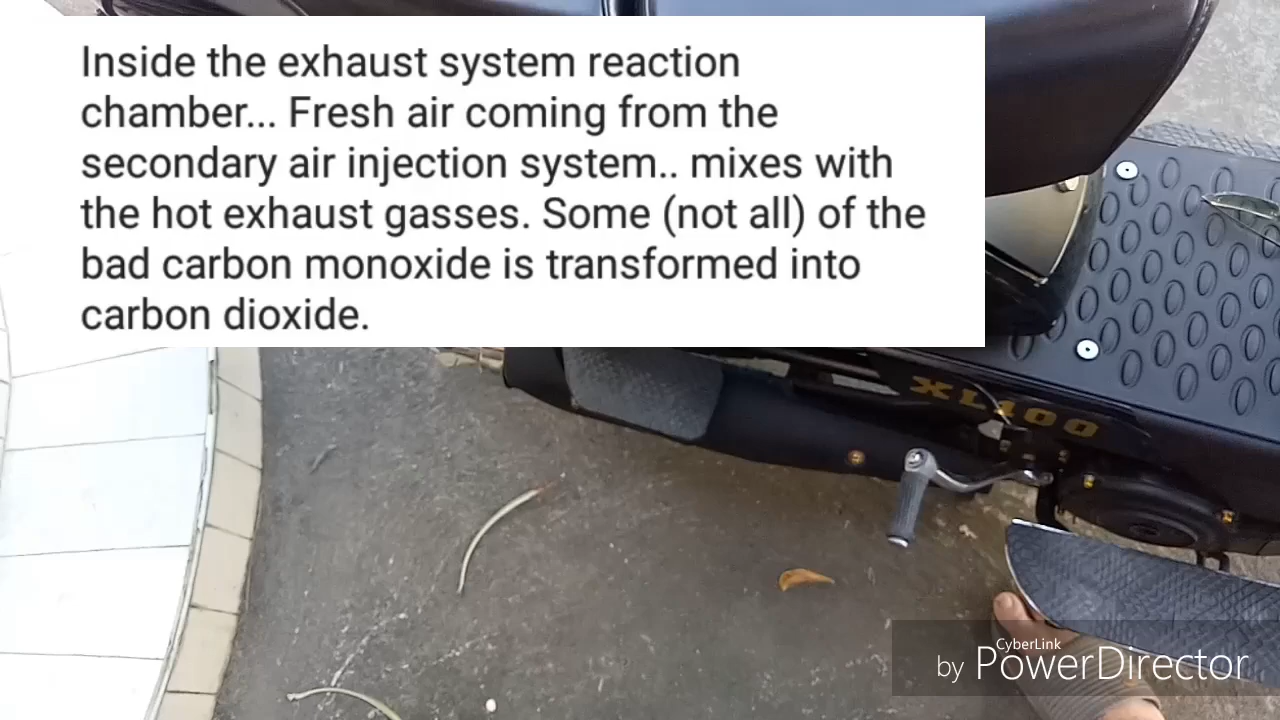 Inside the exhaust system reaction
chamber... Fresh air coming from the
secondary air injection system.. mixes with
the hot exhaust gasses. Some (not all) of the
bad carbon monoxide is transformed into
carbon dioxide.
XL100
CyberLink
by PowerDirector